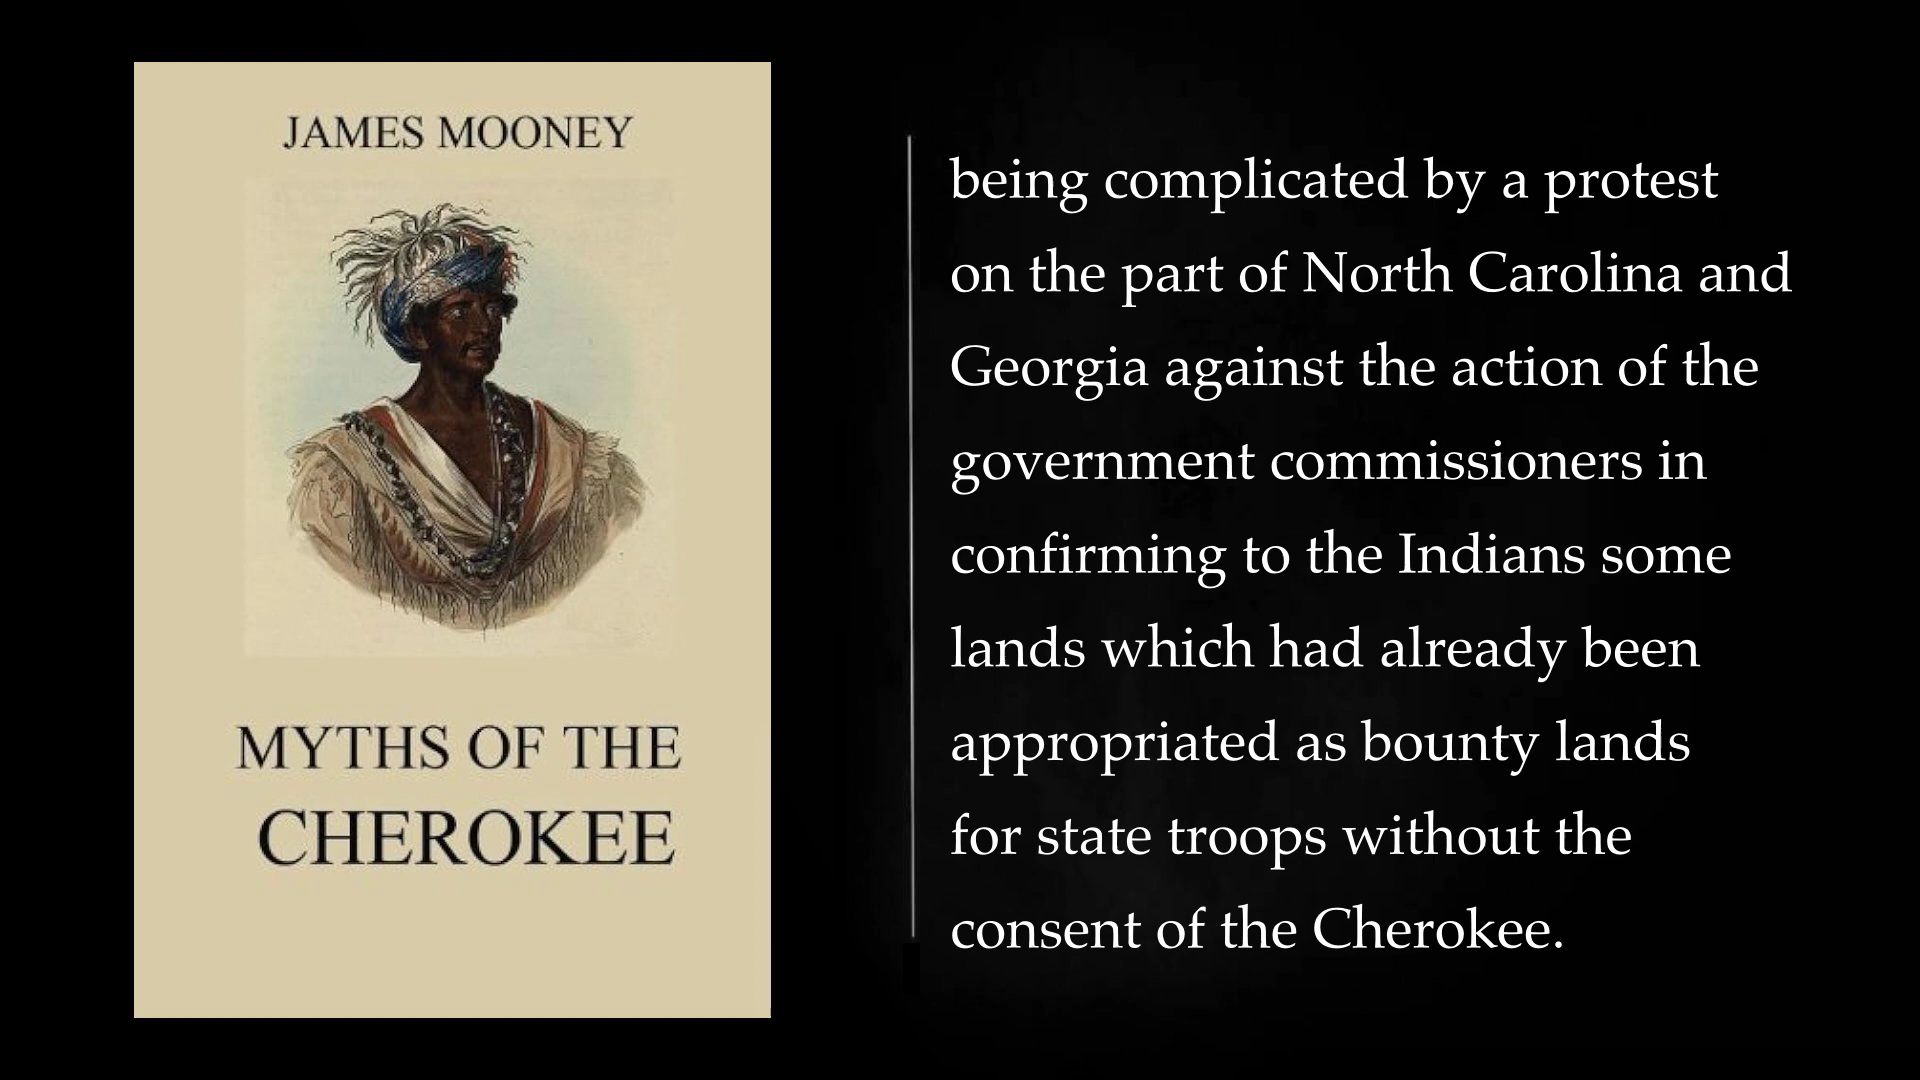 JAMES MOONEY
MYTHS OF THE
CHEROKEE
being complicated by a protest
on the part of North Carolina and
Georgia against the action of the
government commissioners in
confirming to the Indians some
lands which had already been
appropriated as bounty lands
for state troops without the
consent of the Cherokee.